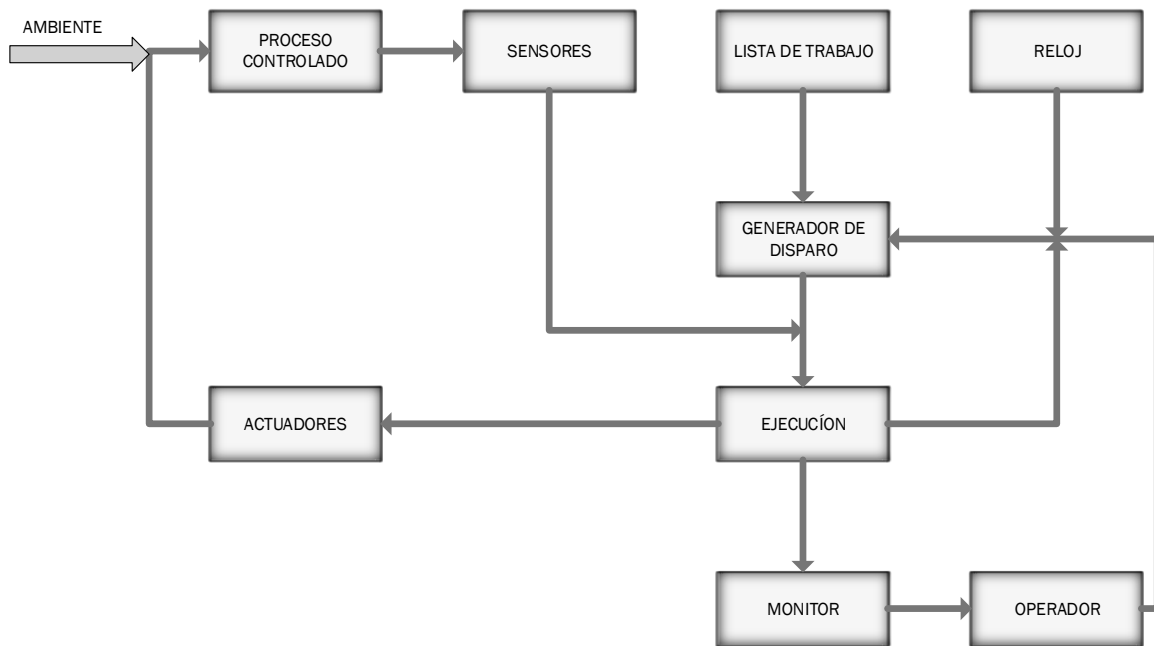 AMBIENTE
PROCESO
CONTROLADO
SENSORES
LISTA DE TRABAJO
RELOJ
GENERADOR DE
DISPARO
ACTUADORES
EJECUCÍON
MONITOR
OPERADOR